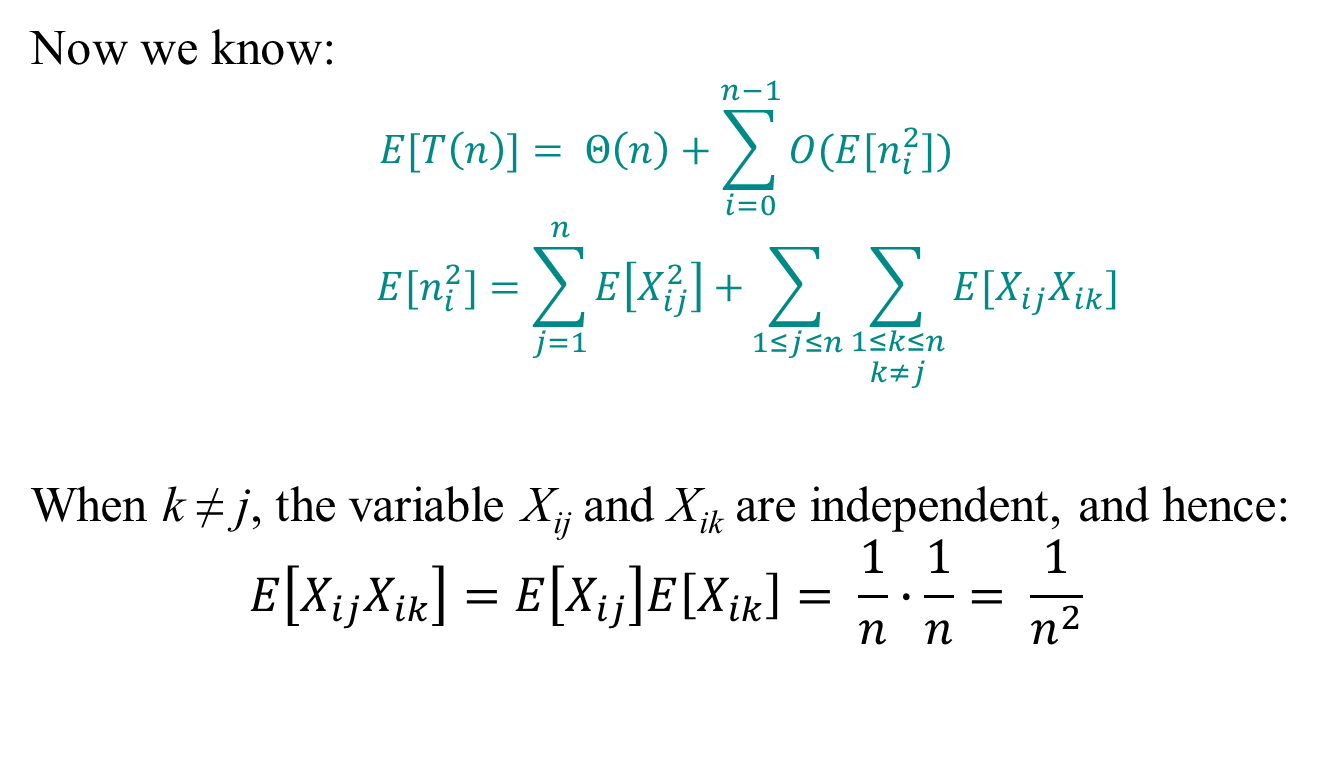 Now we know:
E[T(n)] = Θ(n) + ∑_{i=0}^{n−1} O(E[n_i^2])
E[n_i^2] = ∑_{j=1}^{n} E[X_{ij}^2] + ∑_{1≤j≤n} ∑_{1≤k≤n k≠j} E[X_{ij}X_{ik}]
When k ≠ j, the variable X_{ij} and X_{ik} are independent, and hence:
E[X_{ij}X_{ik}] = E[X_{ij}]E[X_{ik}] = 1/n · 1/n = 1/n^2